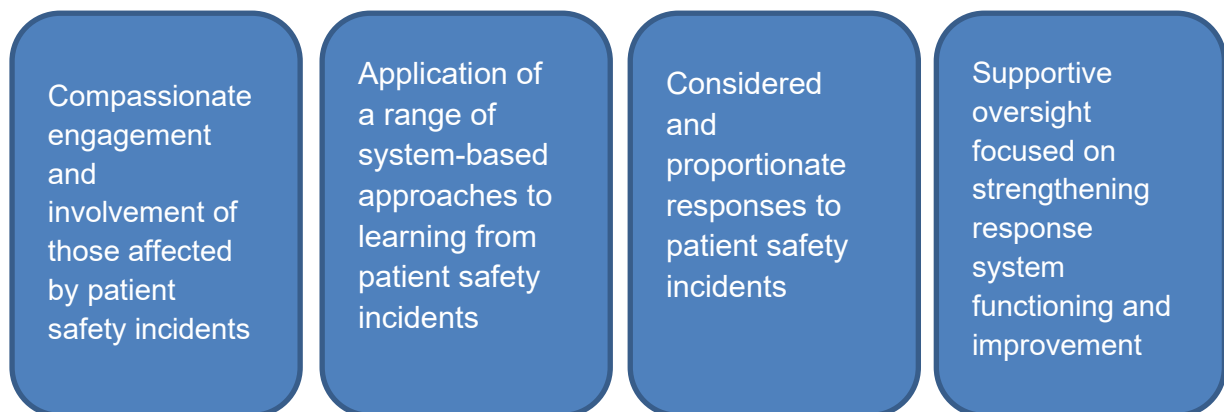 Compassionate
engagement
and
involvement of
those affected
by patient
safety incidents
Application of
a range of
system-based
approaches to
learning from
patient safety
incidents
Considered
and
proportionate
responses to
patient safety
incidents
Supportive
oversight
focused on
strengthening
response
system
functioning and
improvement